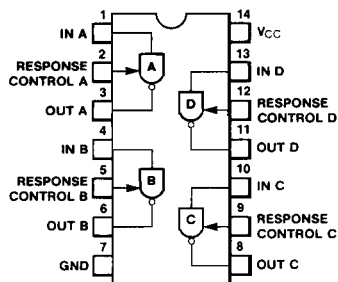 1
IN A
2
RESPONSE
CONTROL A
A
3
OUT A
4
IN B
5
RESPONSE
CONTROL B
B
6
OUT B
7
GND
14
VCC
13
IN D
12
RESPONSE
CONTROL D
D
11
OUT D
10
IN C
9
RESPONSE
CONTROL C
C
8
OUT C